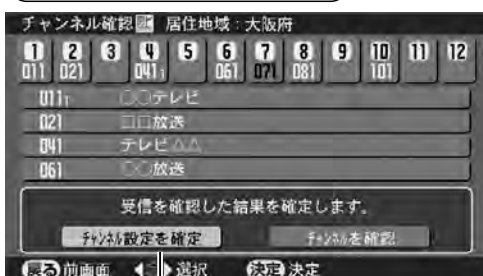 チャンネル確認 居住地域：大阪府
1 2 3 4 5 6 7 8 9 10 11 12
011 021 041₁ 061 071 081 101
011₁ ○○テレビ
021 □□放送
041 テレビ△△
061 ○○放送
受信を確認した結果を確定します。
チャンネル設定を確定 チャンネルを確認
戻る 前画面 選択 決定 決定